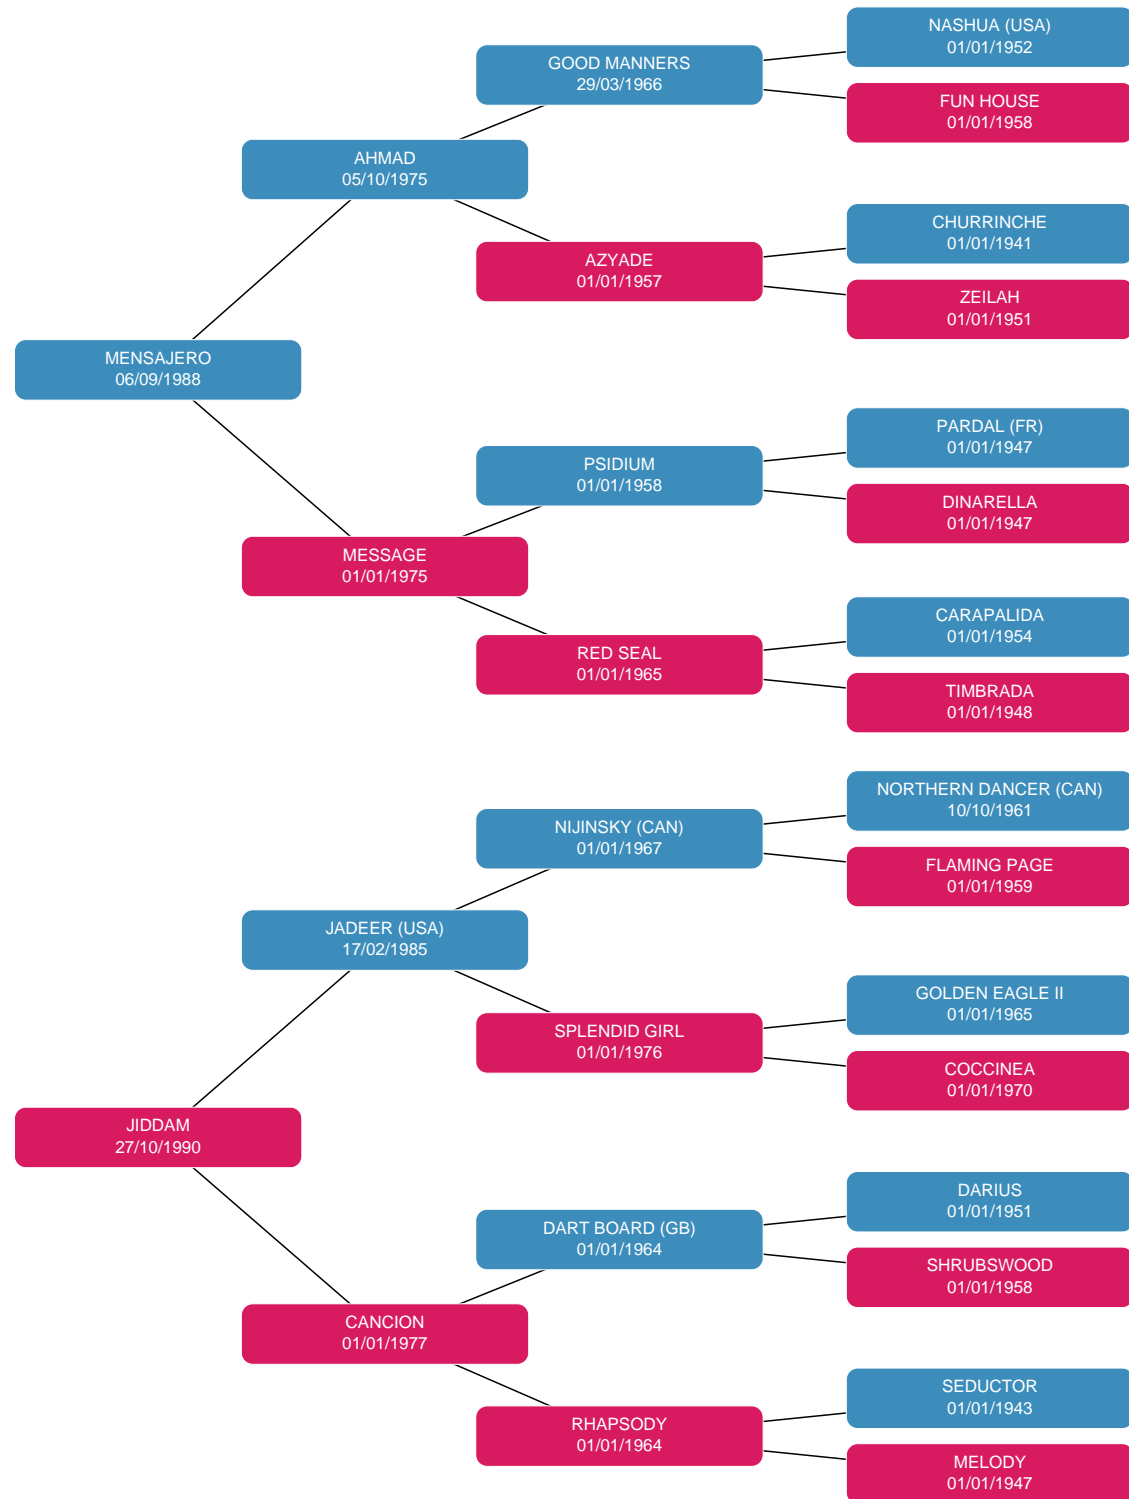 NASHUA (USA)
01/01/1952
GOOD MANNERS
29/03/1966
FUN HOUSE
01/01/1958
AHMAD
05/10/1975
CHURRINCHE
01/01/1941
AZYADE
01/01/1957
ZEILAH
01/01/1951
MENSAJERO
06/09/1988
PARDAL (FR)
01/01/1947
PSIDIUM
01/01/1958
DINARELLA
01/01/1947
MESSAGE
01/01/1975
CARAPALIDA
01/01/1954
RED SEAL
01/01/1965
TIMBRADA
01/01/1948
NORTHERN DANCER (CAN)
10/10/1961
NIJINSKY (CAN)
01/01/1967
FLAMING PAGE
01/01/1959
JADEER (USA)
17/02/1985
GOLDEN EAGLE II
01/01/1965
SPLENDID GIRL
01/01/1976
COCCINEA
01/01/1970
JIDDAM
27/10/1990
DARIUS
01/01/1951
DART BOARD (GB)
01/01/1964
SHRUBSWOOD
01/01/1958
CANCION
01/01/1977
SEDUCTOR
01/01/1943
RHAPSODY
01/01/1964
MELODY
01/01/1947